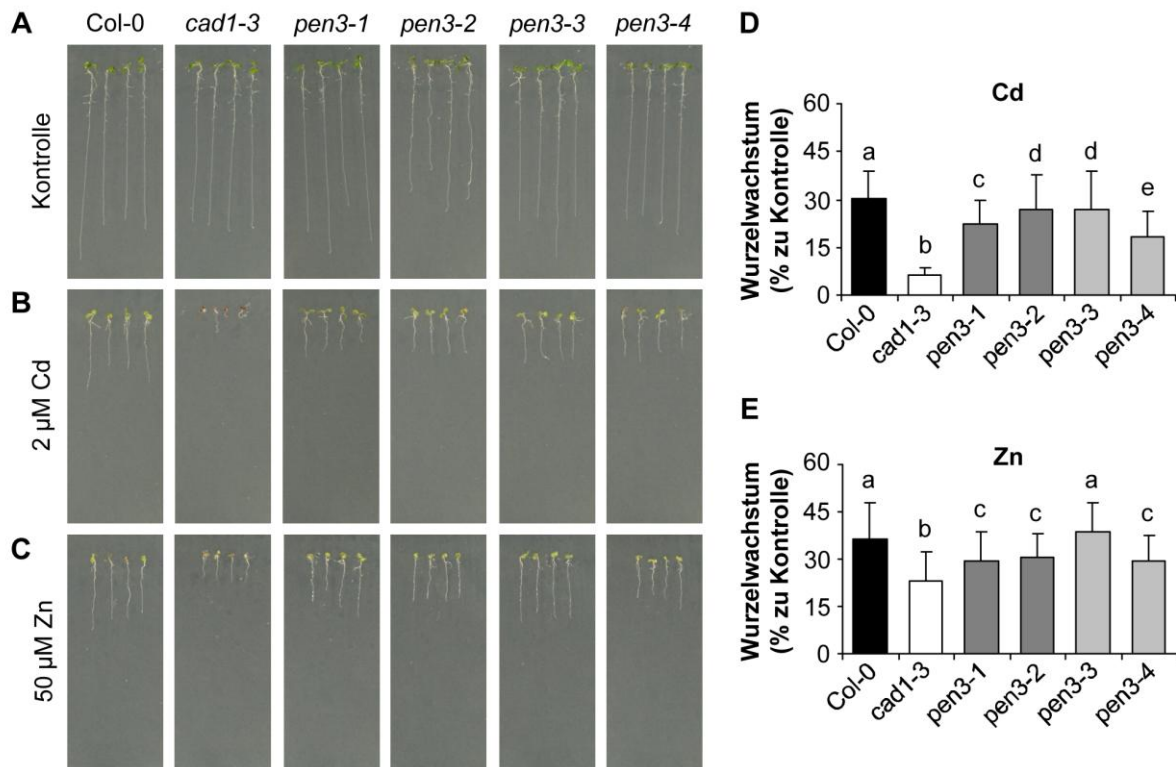 A
Col-0
cad1-3
pen3-1
pen3-2
pen3-3
pen3-4
Kontrolle
B
2 µM Cd
C
50 µM Zn
D
Cd
Wurzelwachstum
(% zu Kontrolle)
60
45
30
15
0
a
b
c
d
d
e
Col-0
cad1-3
pen3-1
pen3-2
pen3-3
pen3-4
E
Zn
Wurzelwachstum
(% zu Kontrolle)
60
45
30
15
0
a
b
c
c
a
c
Col-0
cad1-3
pen3-1
pen3-2
pen3-3
pen3-4